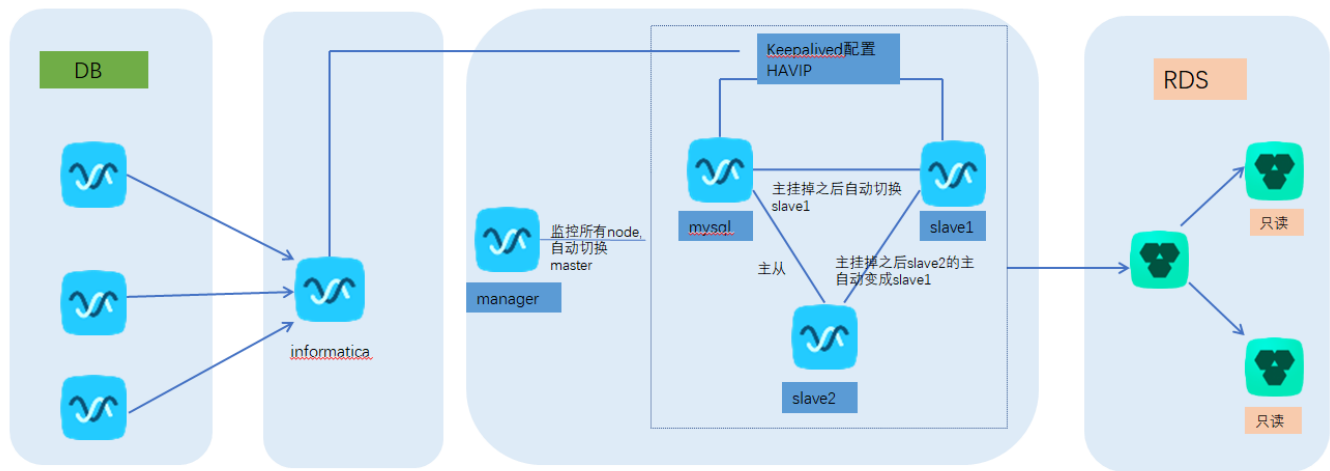 DB
informatica
manager
监控所有node,
自动切换
master
Keepalived配置
HAVIP
mysql
slave1
主挂掉之后自动切换
slave1
主从
主挂掉之后slave2的主
自动变成slave1
slave2
RDS
只读
只读